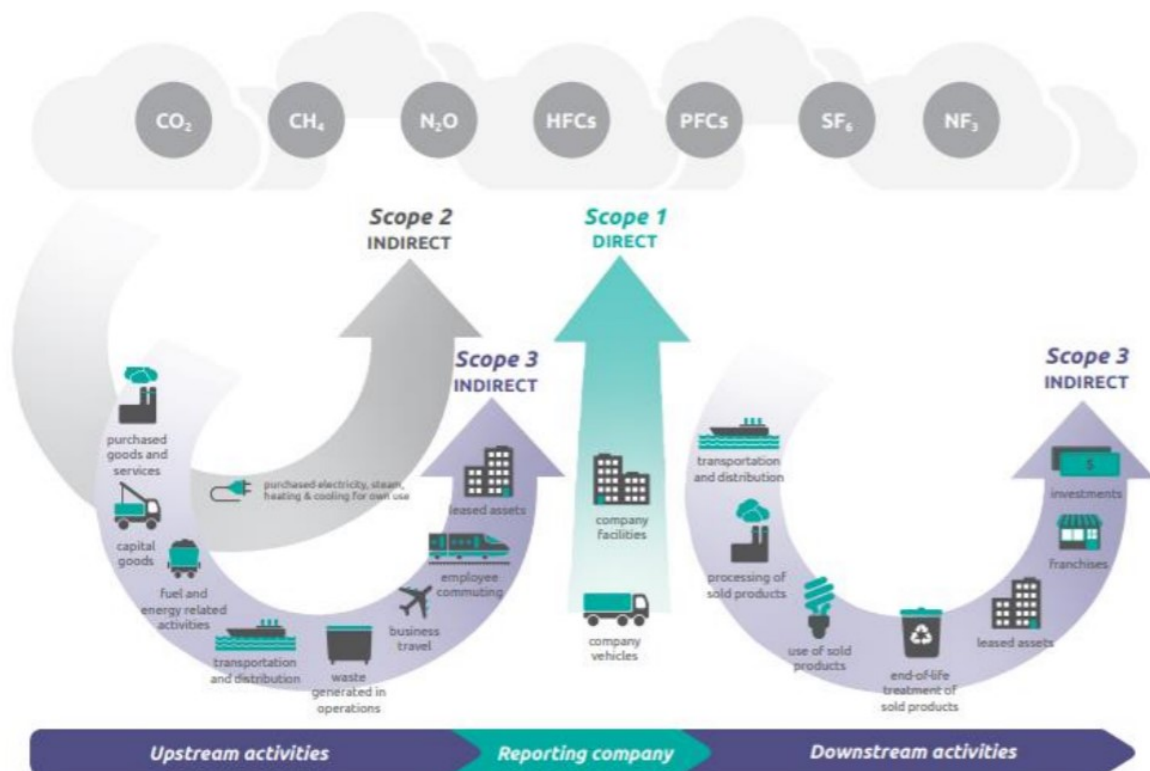 CO₂
CH₄
N₂O
HFCs
PFCs
SF₆
NF₃
Scope 2
INDIRECT
Scope 1
DIRECT
Scope 3
INDIRECT
Scope 3
INDIRECT
purchased
goods and
services
capital
goods
fuel and
energy related
activities
transportation
and distribution
waste
generated in
operations
business
travel
employee
commuting
leased assets
purchased electricity, steam,
heating & cooling for own use
company
facilities
company
vehicles
transportation
and distribution
processing of
sold products
use of sold
products
end-of-life
treatment of
sold products
leased assets
franchises
$
investments
Upstream activities
Reporting company
Downstream activities